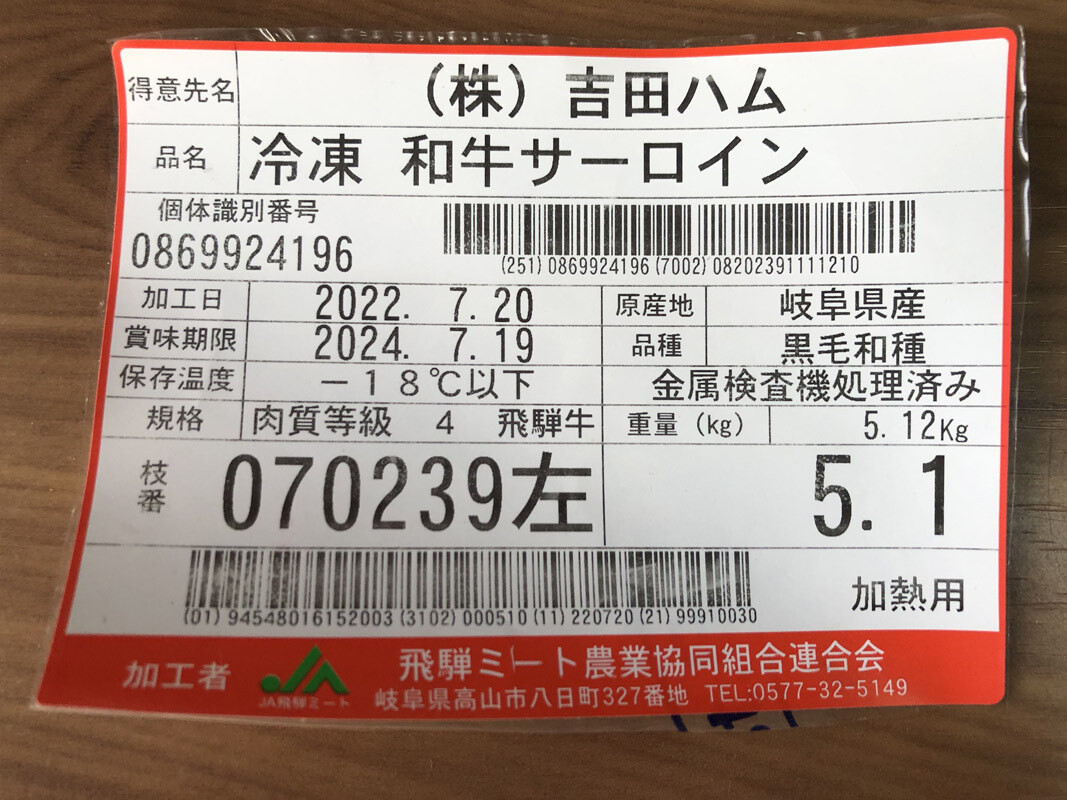 得意先名 （株）吉田ハム
品名 冷凍 和牛サーロイン
個体識別番号
0869924196
(251) 0869924196 (7002) 08202391111210
加工日 2022. 7. 20 原産地 岐阜県産
賞味期限 2024. 7. 19 品種 黒毛和種
保存温度 －１８℃以下 金属検査機処理済み
規格 肉質等級 4 飛騨牛 重量（kg） 5.12Kg
枝番 070239左 5.1
(01) 94548016152003 (3102) 000510 (11) 220720 (21) 99910030
加熱用
加工者 JA飛騨ミート 飛騨ミート農業協同組合連合会
岐阜県高山市八日町327番地 TEL:0577-32-5149